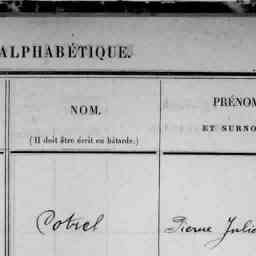 ALPHABÉTIQUE.
NOM.
(Il doit être écrit en bâtarde.)
PRÉNOM
ET SURNO
Cotrel
Pierre Julie